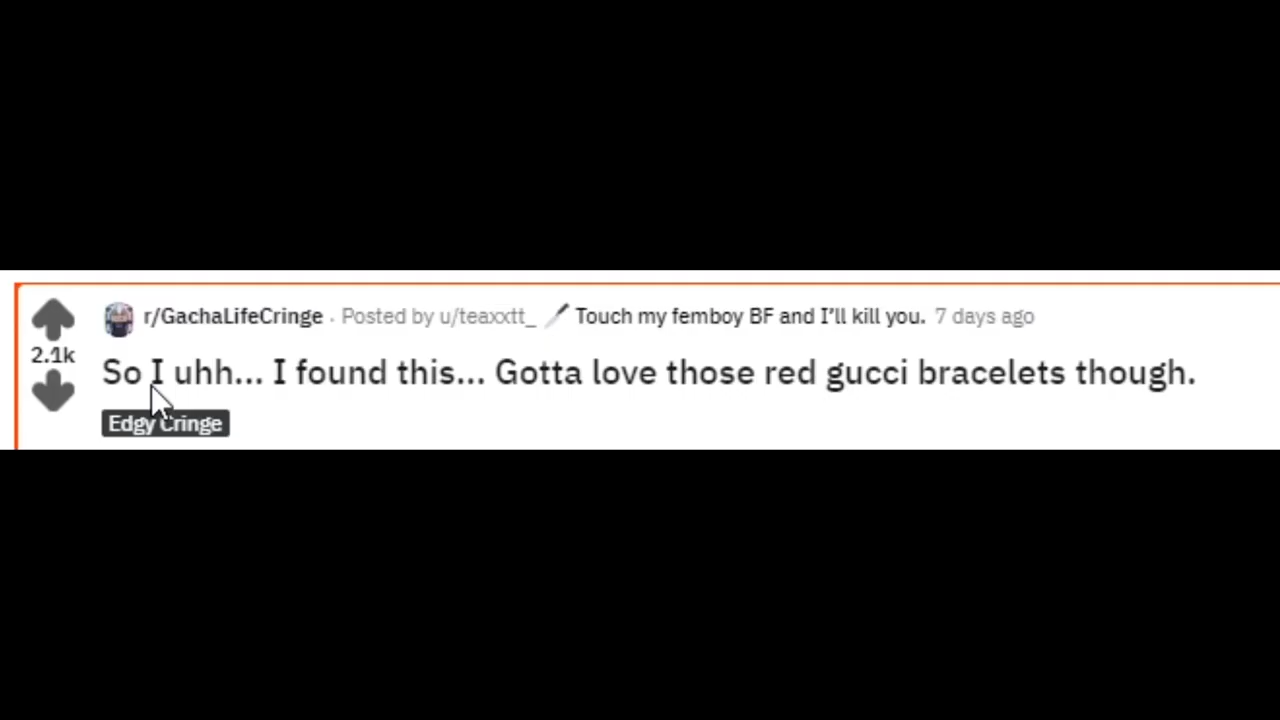 r/GachaLifeCringe · Posted by u/teaxxtt_ Touch my femboy BF and I'll kill you. 7 days ago
2.1k
So I uhh... I found this... Gotta love those red gucci bracelets though.
Edgy Cringe